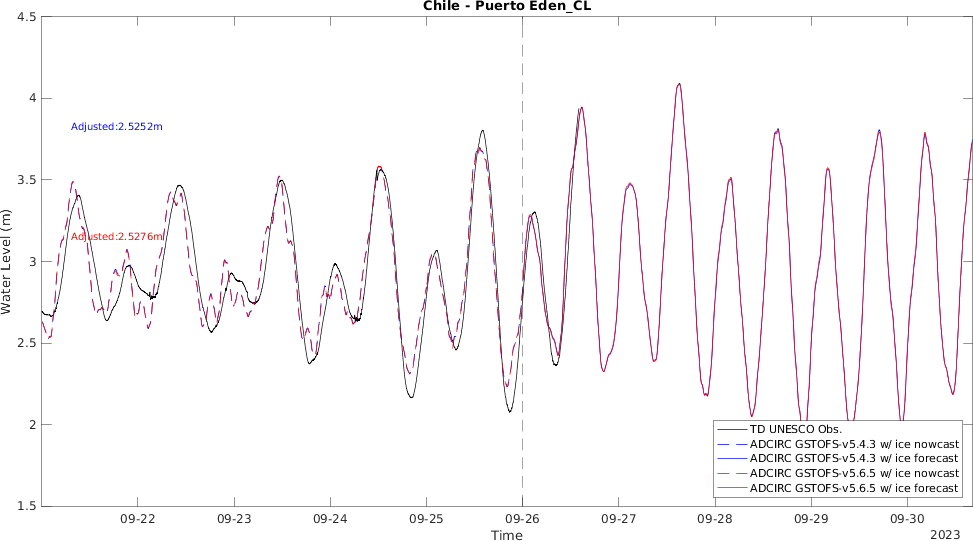 Chile - Puerto Eden_CL
4.5
4
3.5
3
2.5
2
1.5
Water Level (m)
Adjusted:2.5252m
Adjusted:2.5276m
TD UNESCO Obs.
ADCIRC GSTOFS-v5.4.3 w/ ice nowcast
ADCIRC GSTOFS-v5.4.3 w/ ice forecast
ADCIRC GSTOFS-v5.6.5 w/ ice nowcast
ADCIRC GSTOFS-v5.6.5 w/ ice forecast
09-22 09-23 09-24 09-25 09-26 09-27 09-28 09-29 09-30
Time
2023